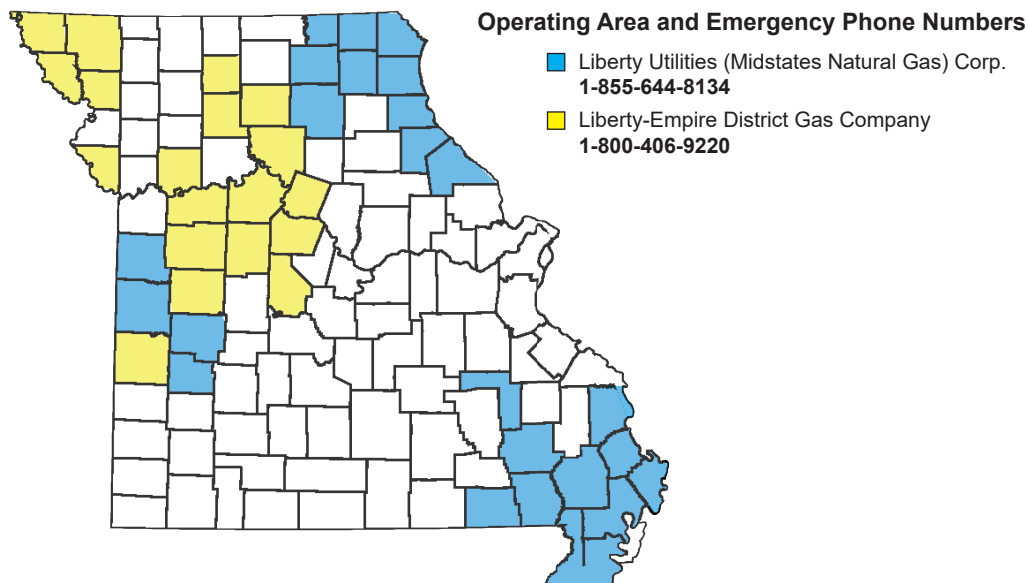 Operating Area and Emergency Phone Numbers
Liberty Utilities (Midstates Natural Gas) Corp.
1-855-644-8134
Liberty-Empire District Gas Company
1-800-406-9220